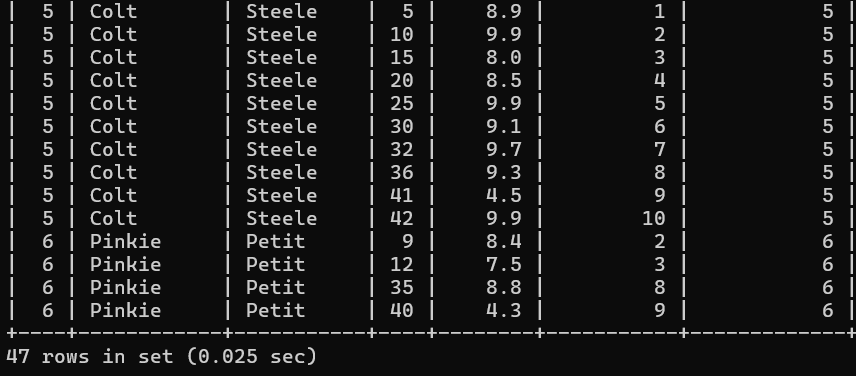 |  5 | Colt       | Steele    |  5 |    8.9 |         1 |           5 |
|  5 | Colt       | Steele    | 10 |    9.9 |         2 |           5 |
|  5 | Colt       | Steele    | 15 |    8.0 |         3 |           5 |
|  5 | Colt       | Steele    | 20 |    8.5 |         4 |           5 |
|  5 | Colt       | Steele    | 25 |    9.9 |         5 |           5 |
|  5 | Colt       | Steele    | 30 |    9.1 |         6 |           5 |
|  5 | Colt       | Steele    | 32 |    9.7 |         7 |           5 |
|  5 | Colt       | Steele    | 36 |    9.3 |         8 |           5 |
|  5 | Colt       | Steele    | 41 |    4.5 |         9 |           5 |
|  5 | Colt       | Steele    | 42 |    9.9 |        10 |           5 |
|  6 | Pinkie     | Petit     |  9 |    8.4 |         2 |           6 |
|  6 | Pinkie     | Petit     | 12 |    7.5 |         3 |           6 |
|  6 | Pinkie     | Petit     | 35 |    8.8 |         8 |           6 |
|  6 | Pinkie     | Petit     | 40 |    4.3 |         9 |           6 |
+----+------------+-----------+----+--------+-----------+-------------+
47 rows in set (0.025 sec)